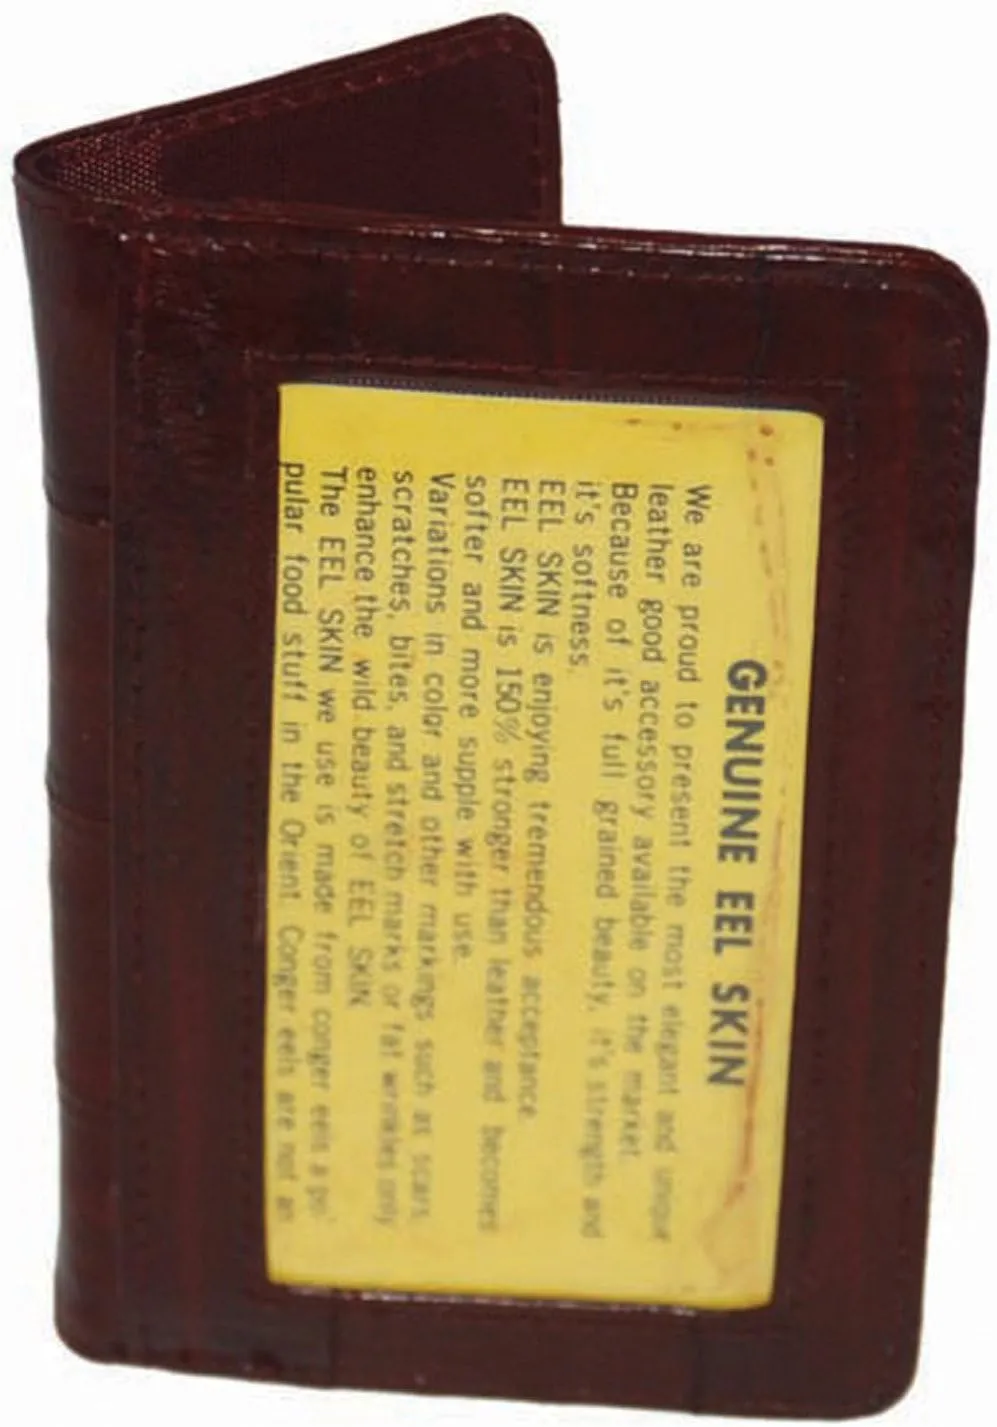 GENUINE EEL SKIN
We are proud to present the most elegant and unique
leather good accessory available on the market.
Because of it's full grained beauty, it's strength and
it's softness.
EEL SKIN is enjoying tremendous acceptance.
EEL SKIN is 150% stronger than leather and becomes
softer and more supple with use.
Variations in color and other markings such as scars,
scratches, bites, and stretch marks or fat wrinkles only
enhance the wild beauty of EEL SKIN
The EEL SKIN we use is made from conger eels a po'
pular food stuff in the Orient. Conger eels are not an